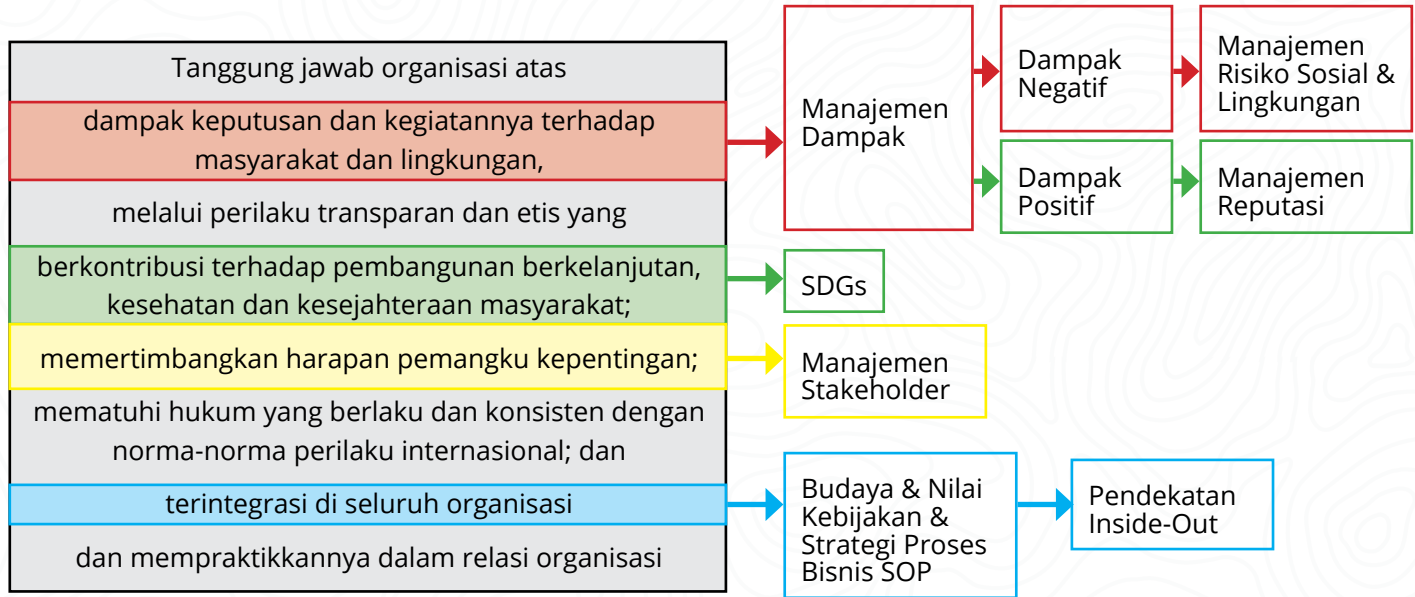 Tanggung jawab organisasi atas
dampak keputusan dan kegiatannya terhadap
masyarakat dan lingkungan,
melalui perilaku transparan dan etis yang
berkontribusi terhadap pembangunan berkelanjutan,
kesehatan dan kesejahteraan masyarakat;
memertimbangkan harapan pemangku kepentingan;
mematuhi hukum yang berlaku dan konsisten dengan
norma-norma perilaku internasional; dan
terintegrasi di seluruh organisasi
dan mempraktikkannya dalam relasi organisasi
Manajemen
Dampak
Dampak
Negatif
Manajemen
Risiko Sosial &
Lingkungan
Dampak
Positif
Manajemen
Reputasi
SDGs
Manajemen
Stakeholder
Budaya & Nilai
Kebijakan &
Strategi Proses
Bisnis SOP
Pendekatan
Inside-Out